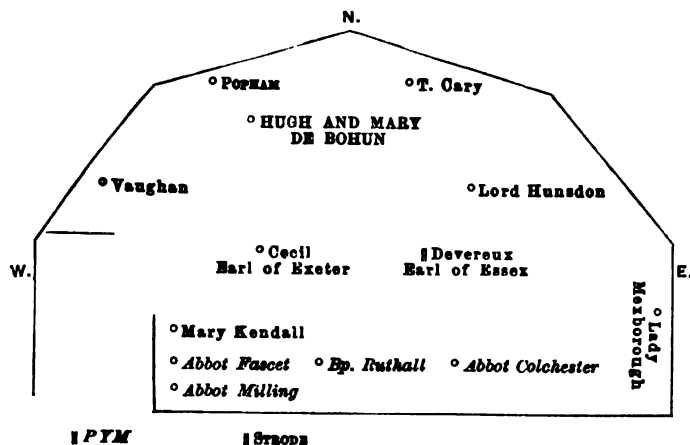 N.
POPHAM
T. Cary
HUGH AND MARY
DE BOHUN
Vaughan
Lord Hunsdon
W.
Cecil
Earl of Exeter
Devereux
Earl of Essex
E.
Lady
Mexborough
Mary Kendall
Abbot Fascet
Bp. Ruthall
Abbot Colchester
Abbot Milling
PYM
STRODE